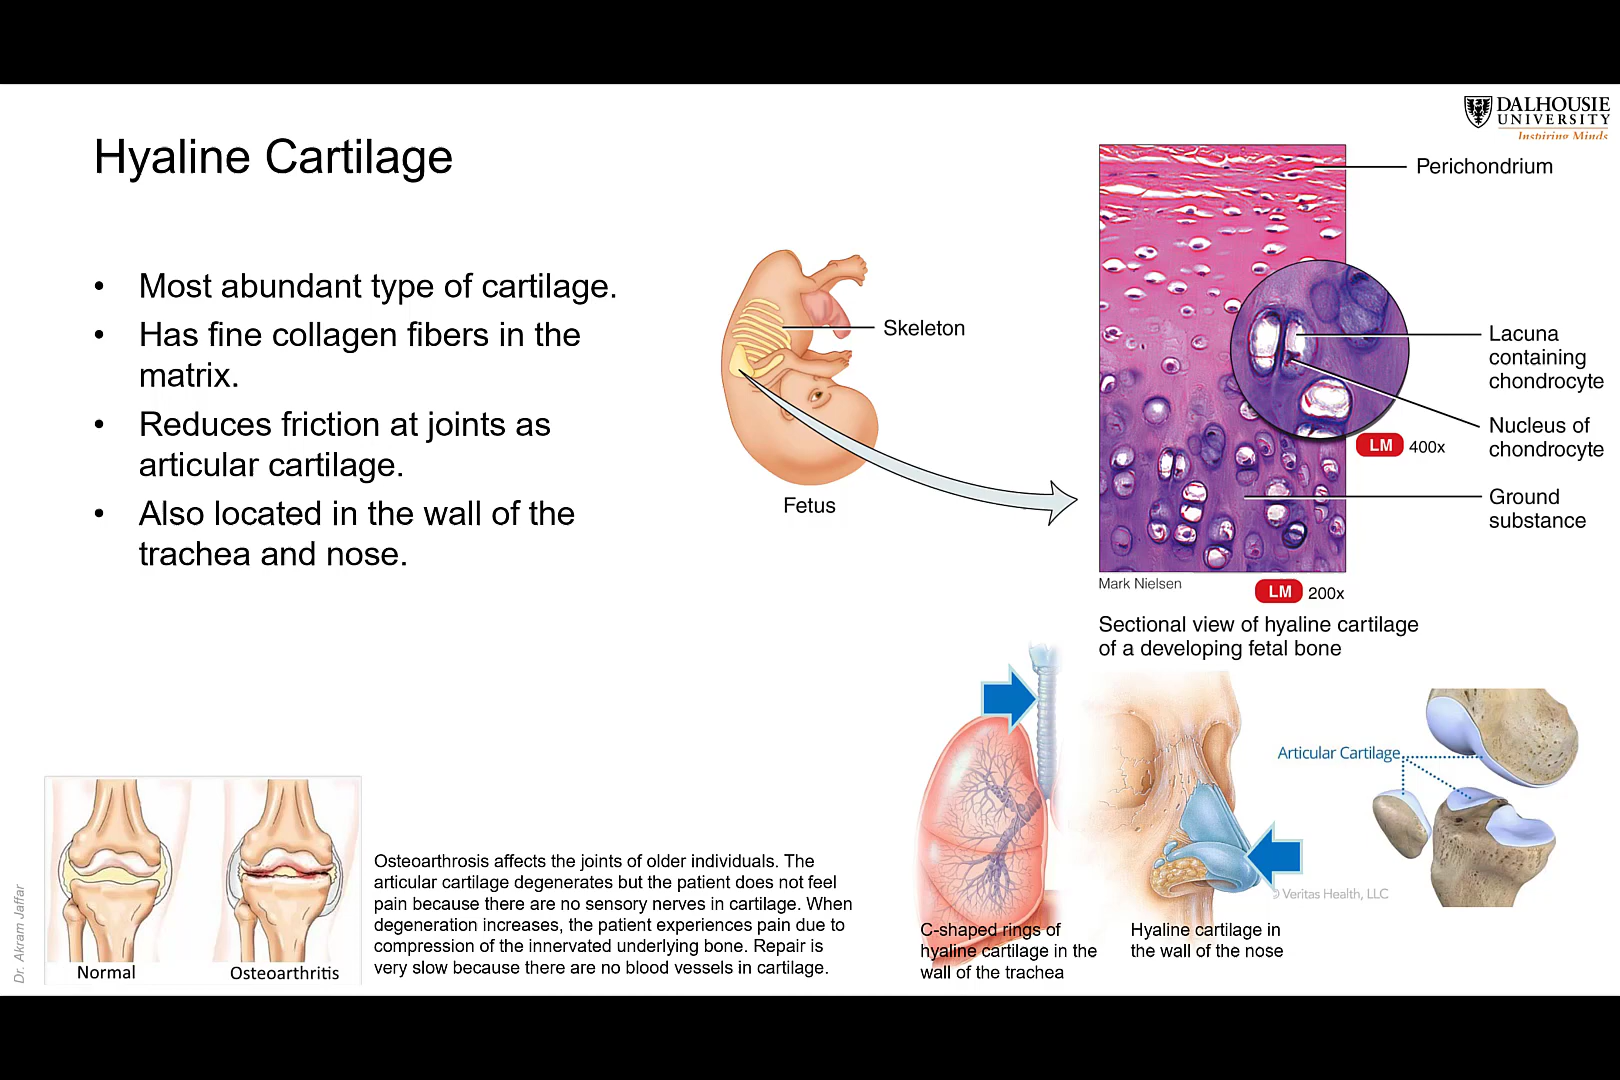 DALHOUSIE
UNIVERSITY
Inspiring Minds
Hyaline Cartilage
• Most abundant type of cartilage.
• Has fine collagen fibers in the
matrix.
• Reduces friction at joints as
articular cartilage.
• Also located in the wall of the
trachea and nose.
Skeleton
Fetus
Perichondrium
Lacuna
containing
chondrocyte
Nucleus of
chondrocyte
LM 400x
Ground
substance
Mark Nielsen
LM 200x
Sectional view of hyaline cartilage
of a developing fetal bone
Normal
Osteoarthritis
Osteoarthrosis affects the joints of older individuals. The
articular cartilage degenerates but the patient does not feel
pain because there are no sensory nerves in cartilage. When
degeneration increases, the patient experiences pain due to
compression of the innervated underlying bone. Repair is
very slow because there are no blood vessels in cartilage.
C-shaped rings of
hyaline cartilage in the
wall of the trachea
Hyaline cartilage in
the wall of the nose
Articular Cartilage
© Veritas Health, LLC
Dr. Akram Jaffar